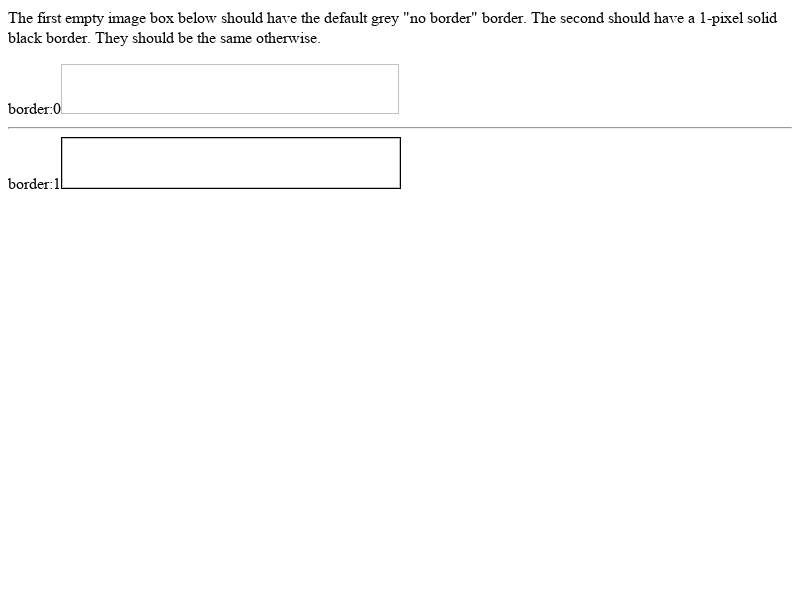 The first empty image box below should have the default grey "no border" border. The second should have a 1-pixel solid
black border. They should be the same otherwise.
border:0
border:1